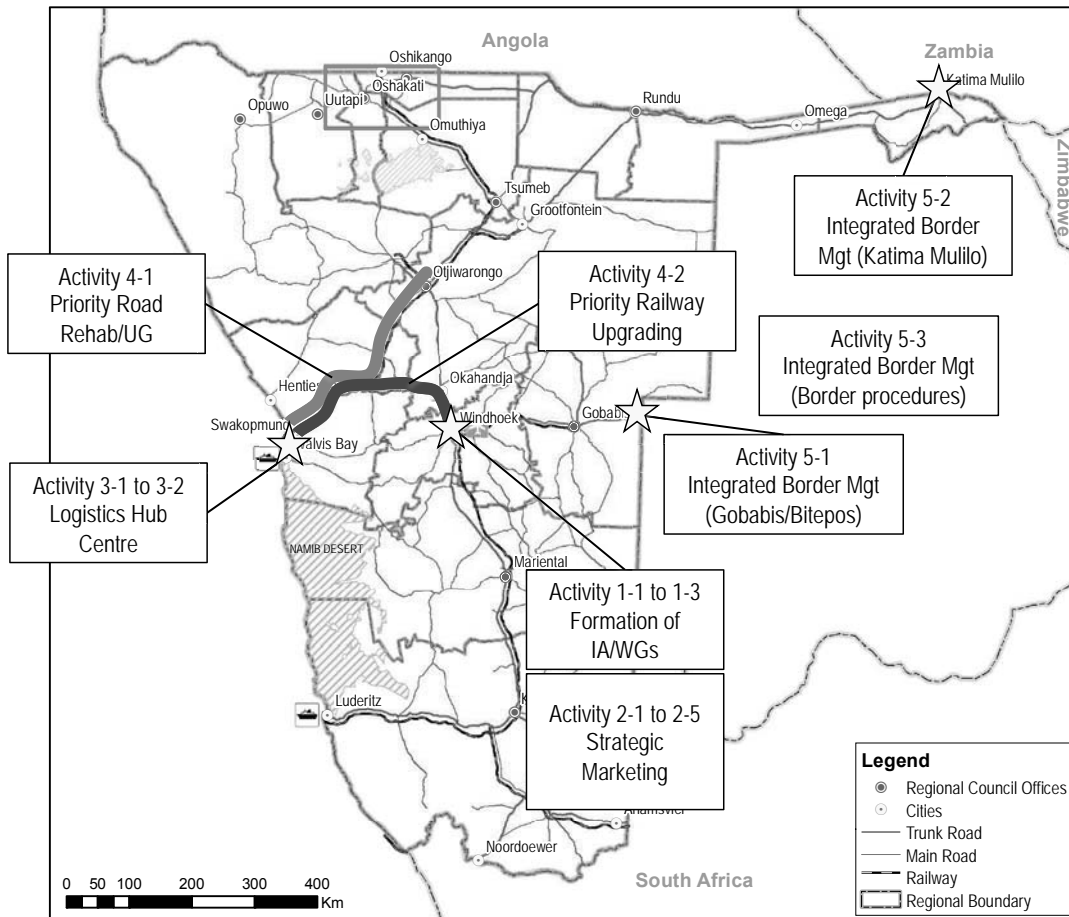 Angola
Zambia
Oshikango
Katima Mulilo
Oshakati
Opuwo
Uutapi
Rundu
Omega
Omuthiya
Zimbabwe
Tsumeb
Grootfontein
Activity 5-2
Integrated Border
Mgt (Katima Mulilo)
Activity 4-1
Priority Road
Rehab/UG
Otjiwarongo
Activity 4-2
Priority Railway
Upgrading
Activity 5-3
Integrated Border Mgt
(Border procedures)
Henties
Okahandja
Swakopmund
Windhoek
Gobabis
Walvis Bay
Activity 3-1 to 3-2
Logistics Hub
Centre
Activity 5-1
Integrated Border Mgt
(Gobabis/Bitepos)
NAMIB DESERT
Mariental
Activity 1-1 to 1-3
Formation of
IA/WGs
Luderitz
K
Activity 2-1 to 2-5
Strategic
Marketing
Noordoewer
South Africa
Legend
Regional Council Offices
Cities
Trunk Road
Main Road
Railway
Regional Boundary
0 50 100 200 300 400
Km